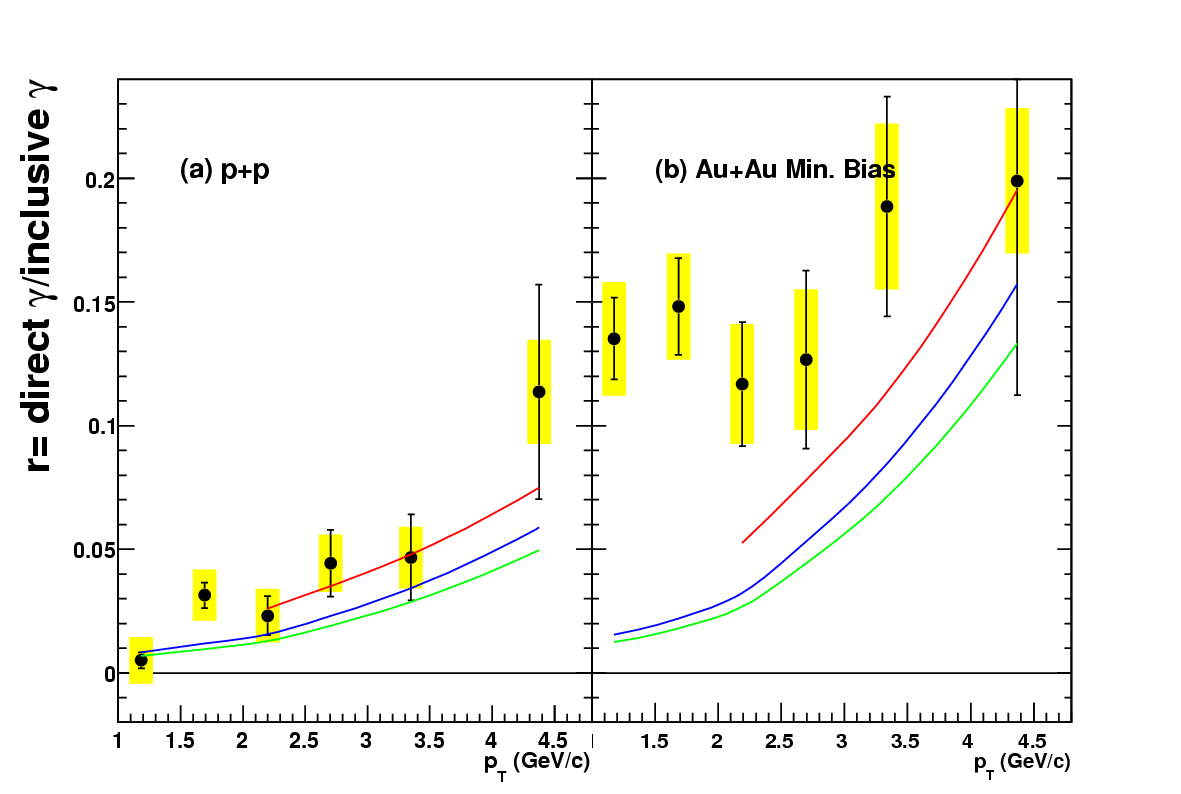 r= direct γ/inclusive γ
(a) p+p
(b) Au+Au Min. Bias
0.2
0.15
0.1
0.05
0
1 1.5 2 2.5 3 3.5 4 4.5
1.5 2 2.5 3 3.5 4 4.5
p_T (GeV/c)
p_T (GeV/c)